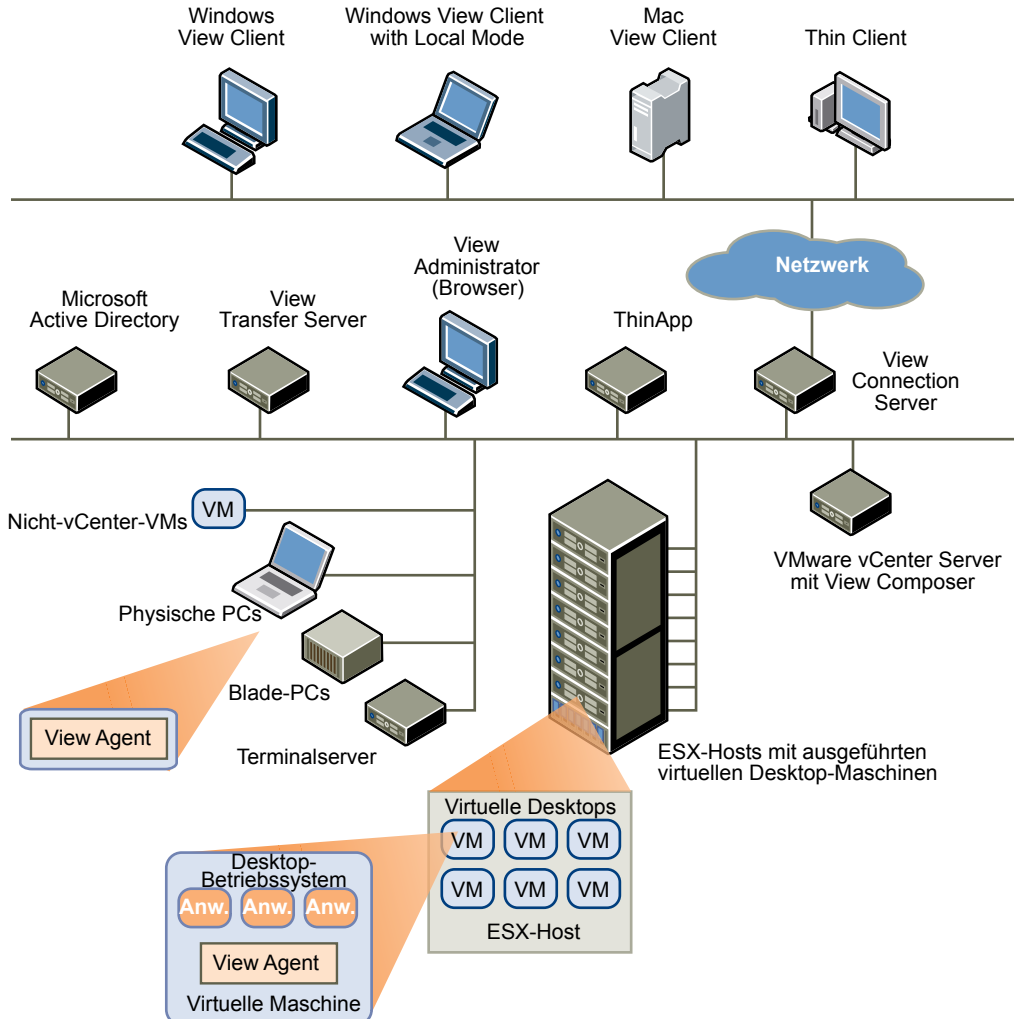 Windows
View Client
Windows View Client
with Local Mode
Mac
View Client
Thin Client
Netzwerk
Microsoft
Active Directory
View
Transfer Server
View
Administrator
(Browser)
ThinApp
View
Connection
Server
Nicht-vCenter-VMs
VM
VMware vCenter Server
mit View Composer
Physische PCs
Blade-PCs
View Agent
Terminalserver
ESX-Hosts mit ausgeführten
virtuellen Desktop-Maschinen
Virtuelle Desktops
VM VM VM
VM VM VM
ESX-Host
Desktop-
Betriebssystem
Anw. Anw. Anw.
View Agent
Virtuelle Maschine